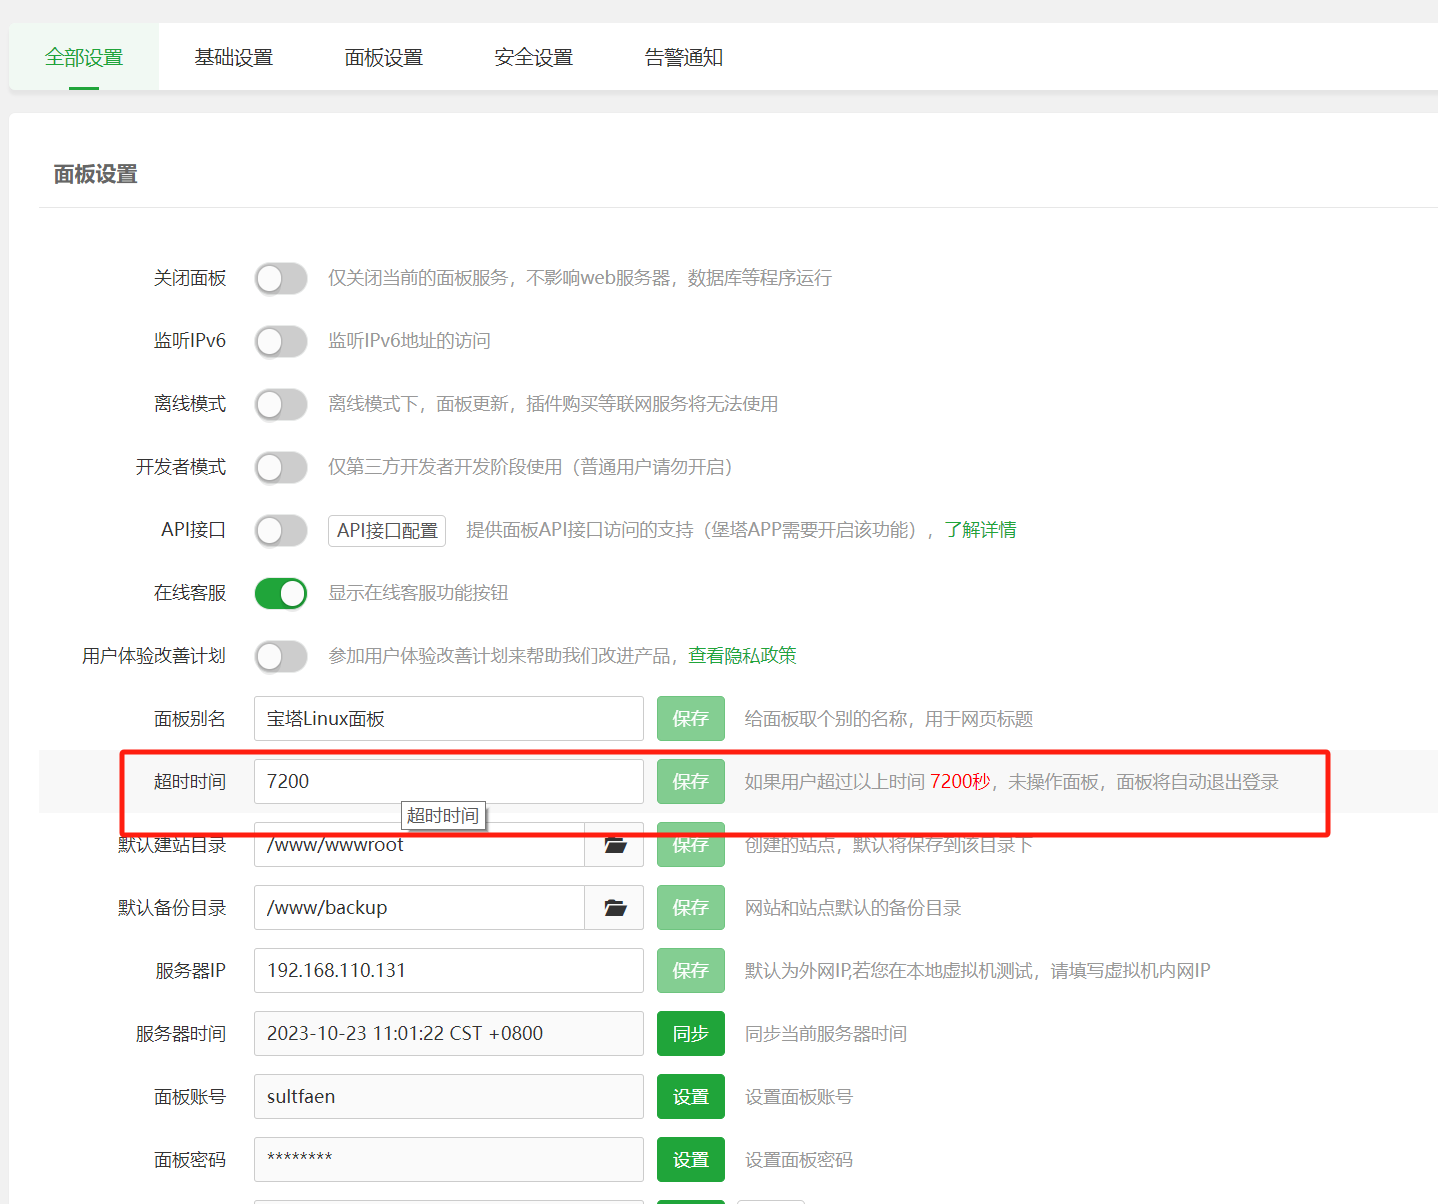 全部设置 基础设置 面板设置 安全设置 告警通知
面板设置
关闭面板 仅关闭当前的面板服务，不影响web服务器，数据库等程序运行
监听IPv6 监听IPv6地址的访问
离线模式 离线模式下，面板更新，插件购买等联网服务将无法使用
开发者模式 仅第三方开发者开发阶段使用（普通用户请勿开启）
API接口 API接口配置 提供面板API接口访问的支持（堡塔APP需要开启该功能），了解详情
在线客服 显示在线客服功能按钮
用户体验改善计划 参加用户体验改善计划来帮助我们改进产品，查看隐私政策
面板别名 宝塔Linux面板 保存 给面板取个别的名称，用于网页标题
超时时间 7200 保存 如果用户超过以上时间 7200秒，未操作面板，面板将自动退出登录
超时时间
默认建站目录 /www/wwwroot 保存 创建的站点，默认将保存到该目录下
默认备份目录 /www/backup 保存 网站和站点默认的备份目录
服务器IP 192.168.110.131 保存 默认为外网IP,若您在本地虚拟机测试，请填写虚拟机内网IP
服务器时间 2023-10-23 11:01:22 CST +0800 同步 同步当前服务器时间
面板账号 sultfaen 设置 设置面板账号
面板密码 ******** 设置 设置面板密码